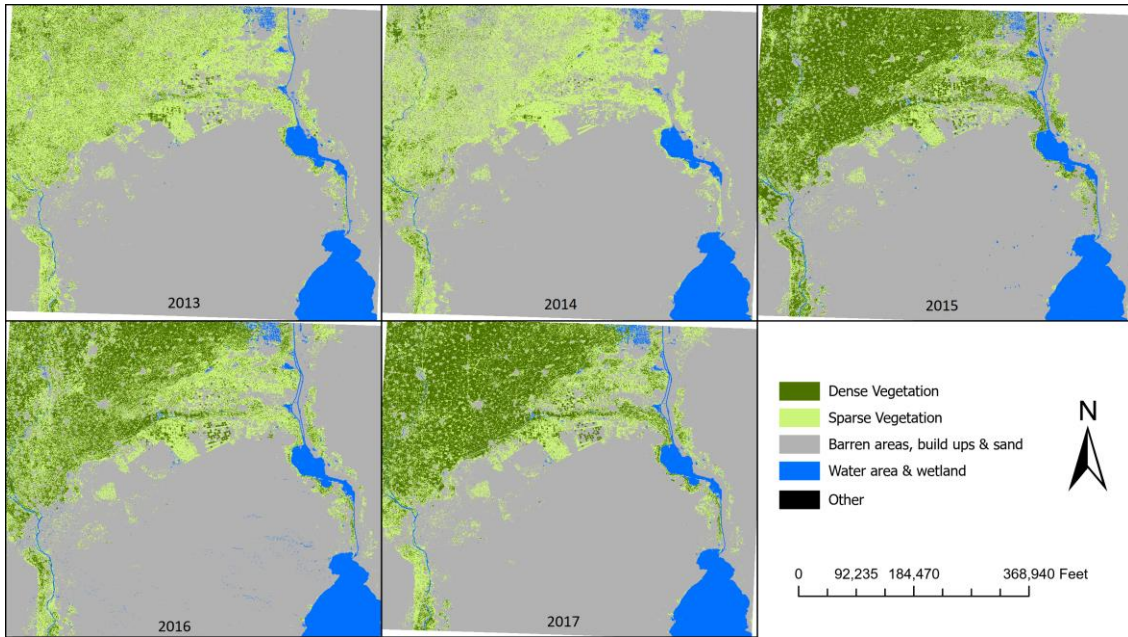 2013
2014
2015
2016
2017
Dense Vegetation
Sparse Vegetation
Barren areas, build ups & sand
Water area & wetland
Other
N
0 92,235 184,470 368,940 Feet